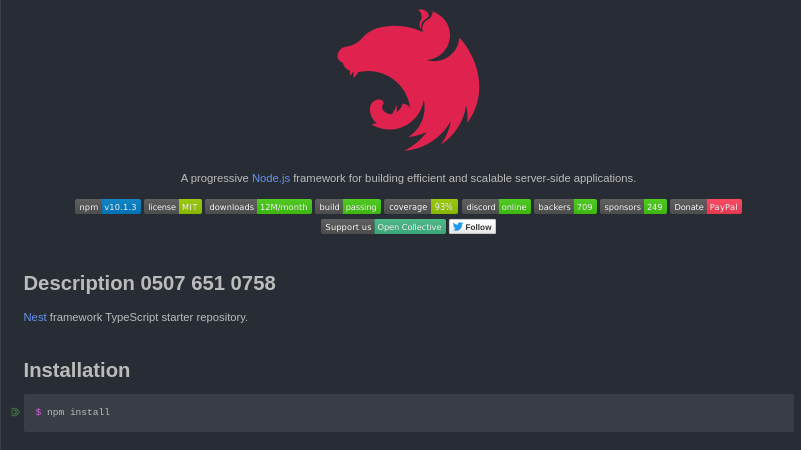 A progressive Node.js framework for building efficient and scalable server-side applications.
npm v10.1.3 license MIT downloads 12M/month build passing coverage 93% discord online backers 709 sponsors 249 Donate PayPal
Support us Open Collective Follow
Description 0507 651 0758
Nest framework TypeScript starter repository.
Installation
$ npm install